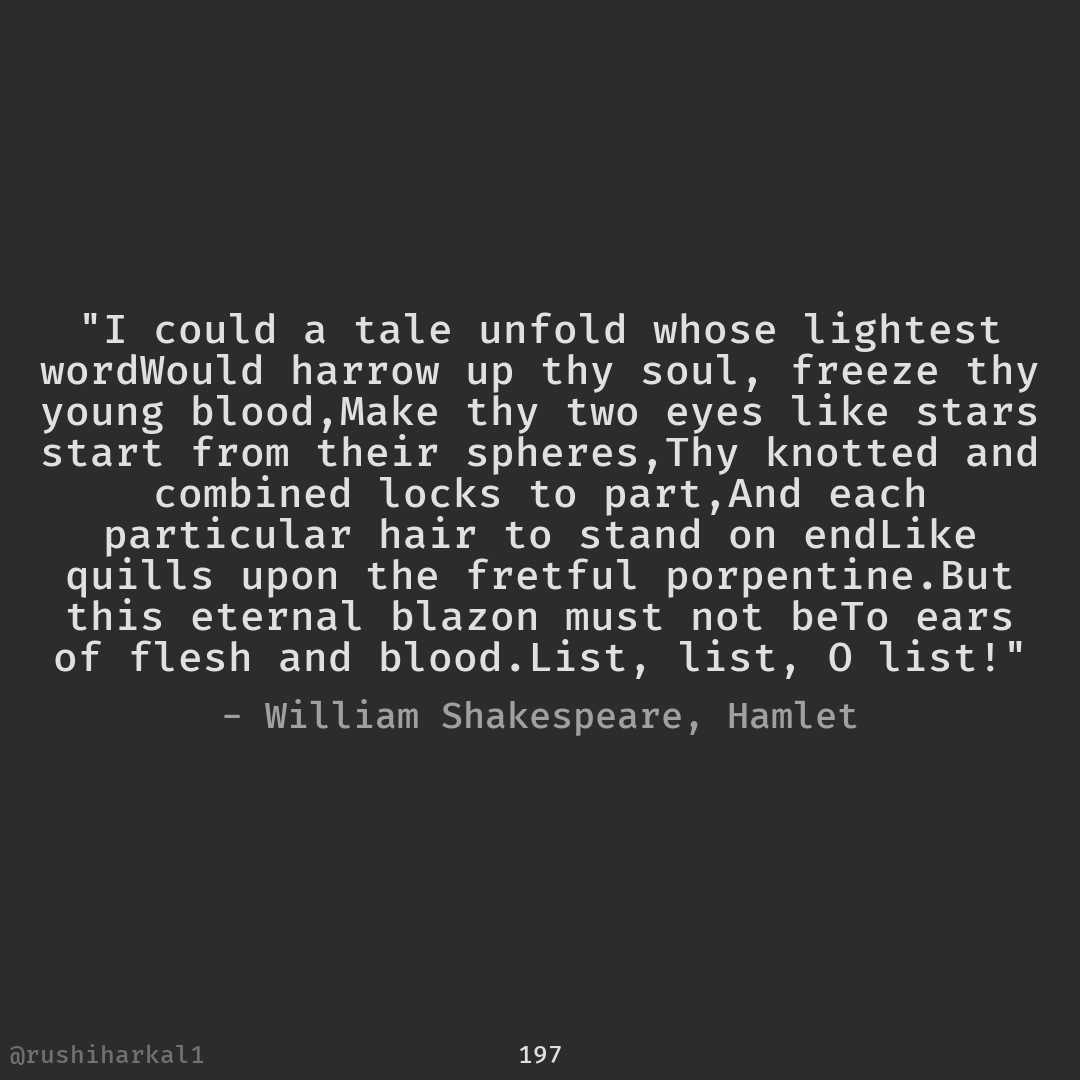 "I could a tale unfold whose lightest
wordWould harrow up thy soul, freeze thy
young blood,Make thy two eyes like stars
start from their spheres,Thy knotted and
combined locks to part,And each
particular hair to stand on endLike
quills upon the fretful porpentine.But
this eternal blazon must not beTo ears
of flesh and blood.List, list, O list!"
- William Shakespeare, Hamlet
@rushiharkal1
197